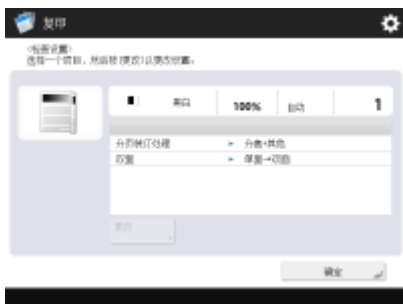 复印
<检查设置>
选择一个项目，然后按[更改]以更改设置。
黑白 100% 自动 1
分页装订处理 ▶ 分套+其他
双面 ▶ 单面→双面
更改
确定